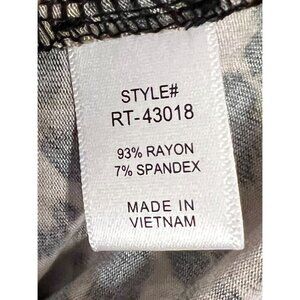 STYLE#
RT-43018
93% RAYON
7% SPANDEX
MADE IN
VIETNAM